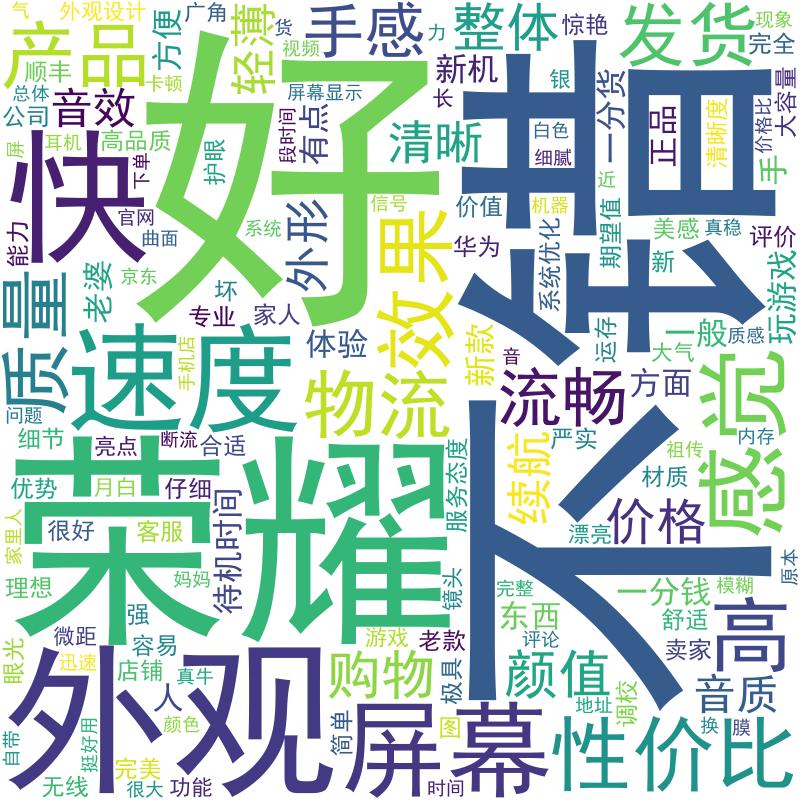 气
外观设计
方便
广角
货
手感
力
整体
惊艳
发货
现象
完全
产品
轻薄
视频
卡顿
顺丰
总体
公司
音效
屏幕显示
段时间
有点
新机
长
清晰
不错
银
白色
细腻
一分货
正品
清晰度
价格比
大容量
手
屏
耳机
高品质
下单
护眼
好
快
能力
官网
曲面
系统
外形
信号
效果
价值
华为
机器
系统优化
近
期望值
美感
真稳
新
评价
玩游戏
质量
老婆
京东
坏
专业
家人
手机店
体验
新款
音
运存
大气
一般
质感
速度
物流
流畅
方面
感觉
问题
细节
亮点
断流
合适
服务态度
续航
严实
祖传
内存
材质
优势
月白
仔细
荣耀
价格
漂亮
原本
家里人
很好
客服
待机时间
理想
妈妈
强
镜头
完整
东西
一分钱
模糊
舒适
高
微距
容易
游戏
老款
评论
卖家
眼光
迅速
店铺
真牛
外观
购物
极具
颜值
地址
调校
音质
人
颜色
简单
屏幕
网
性价比
换
膜
自带
挺好用
完美
无线
很大
功能
时间